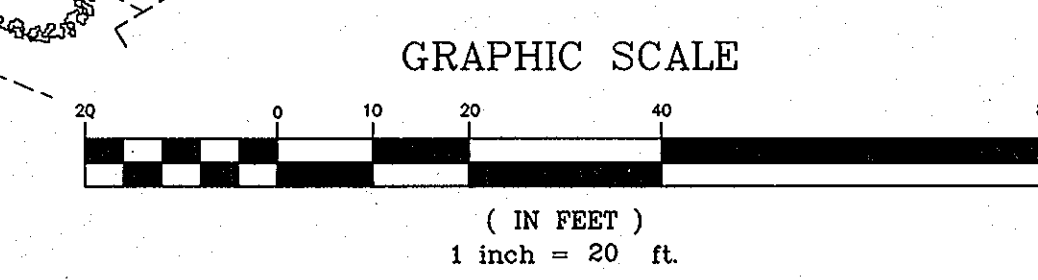 GRAPHIC SCALE
20 0 10 20 40
( IN FEET )
1 inch = 20 ft.